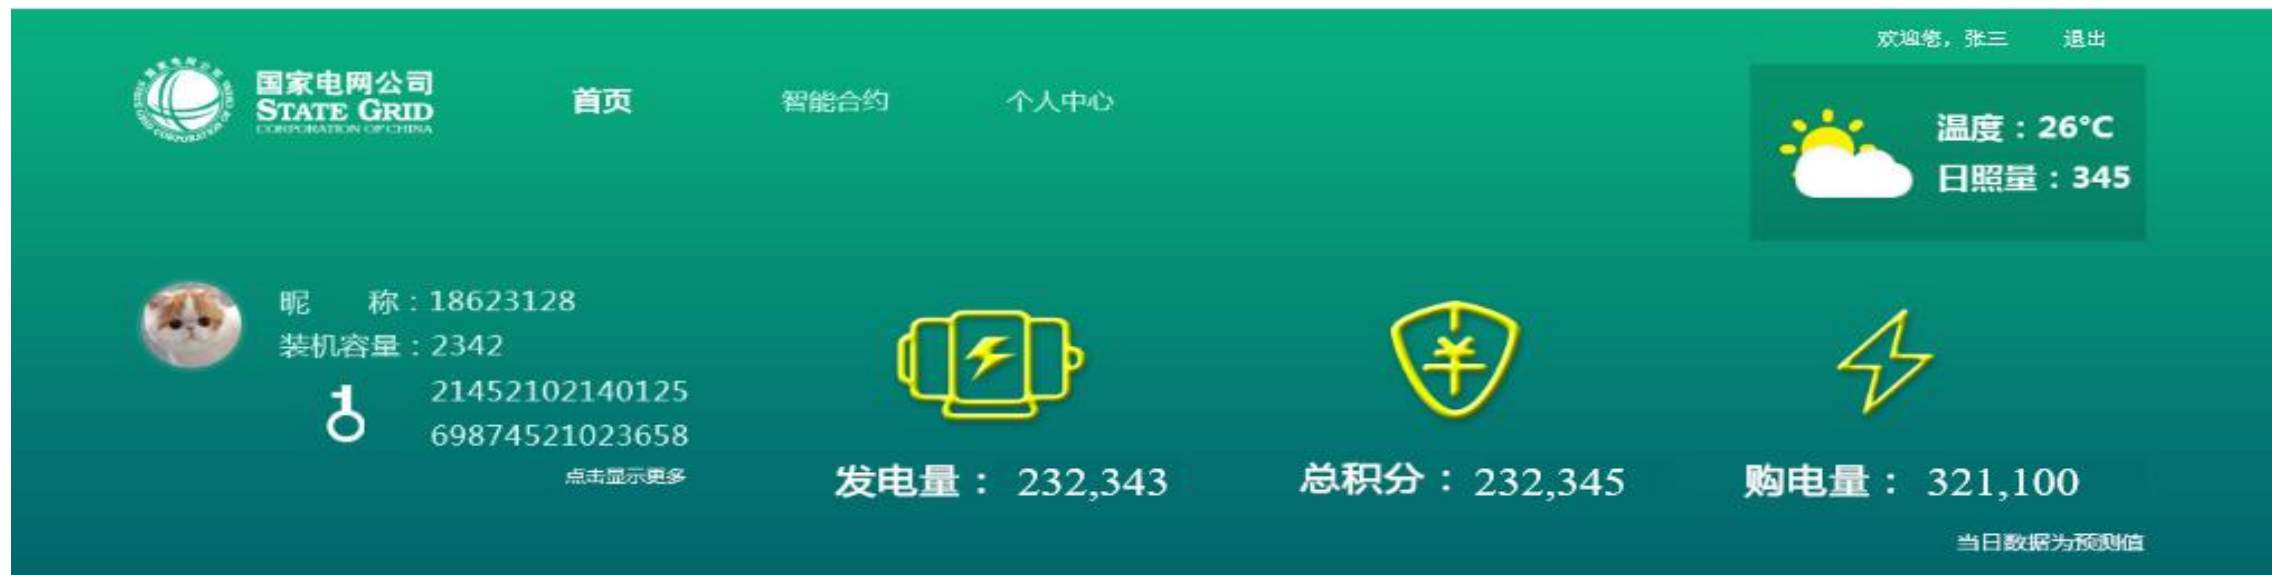 欢迎您，张三 退出
国家电网公司
STATE GRID
CORPORATION OF CHINA
首页 智能合约 个人中心
温度：26°C
日照量：345
昵 称：18623128
装机容量：2342
21452102140125
69874521023658
点击显示更多
发电量： 232,343
总积分： 232,345
购电量： 321,100
当日数据为预测值